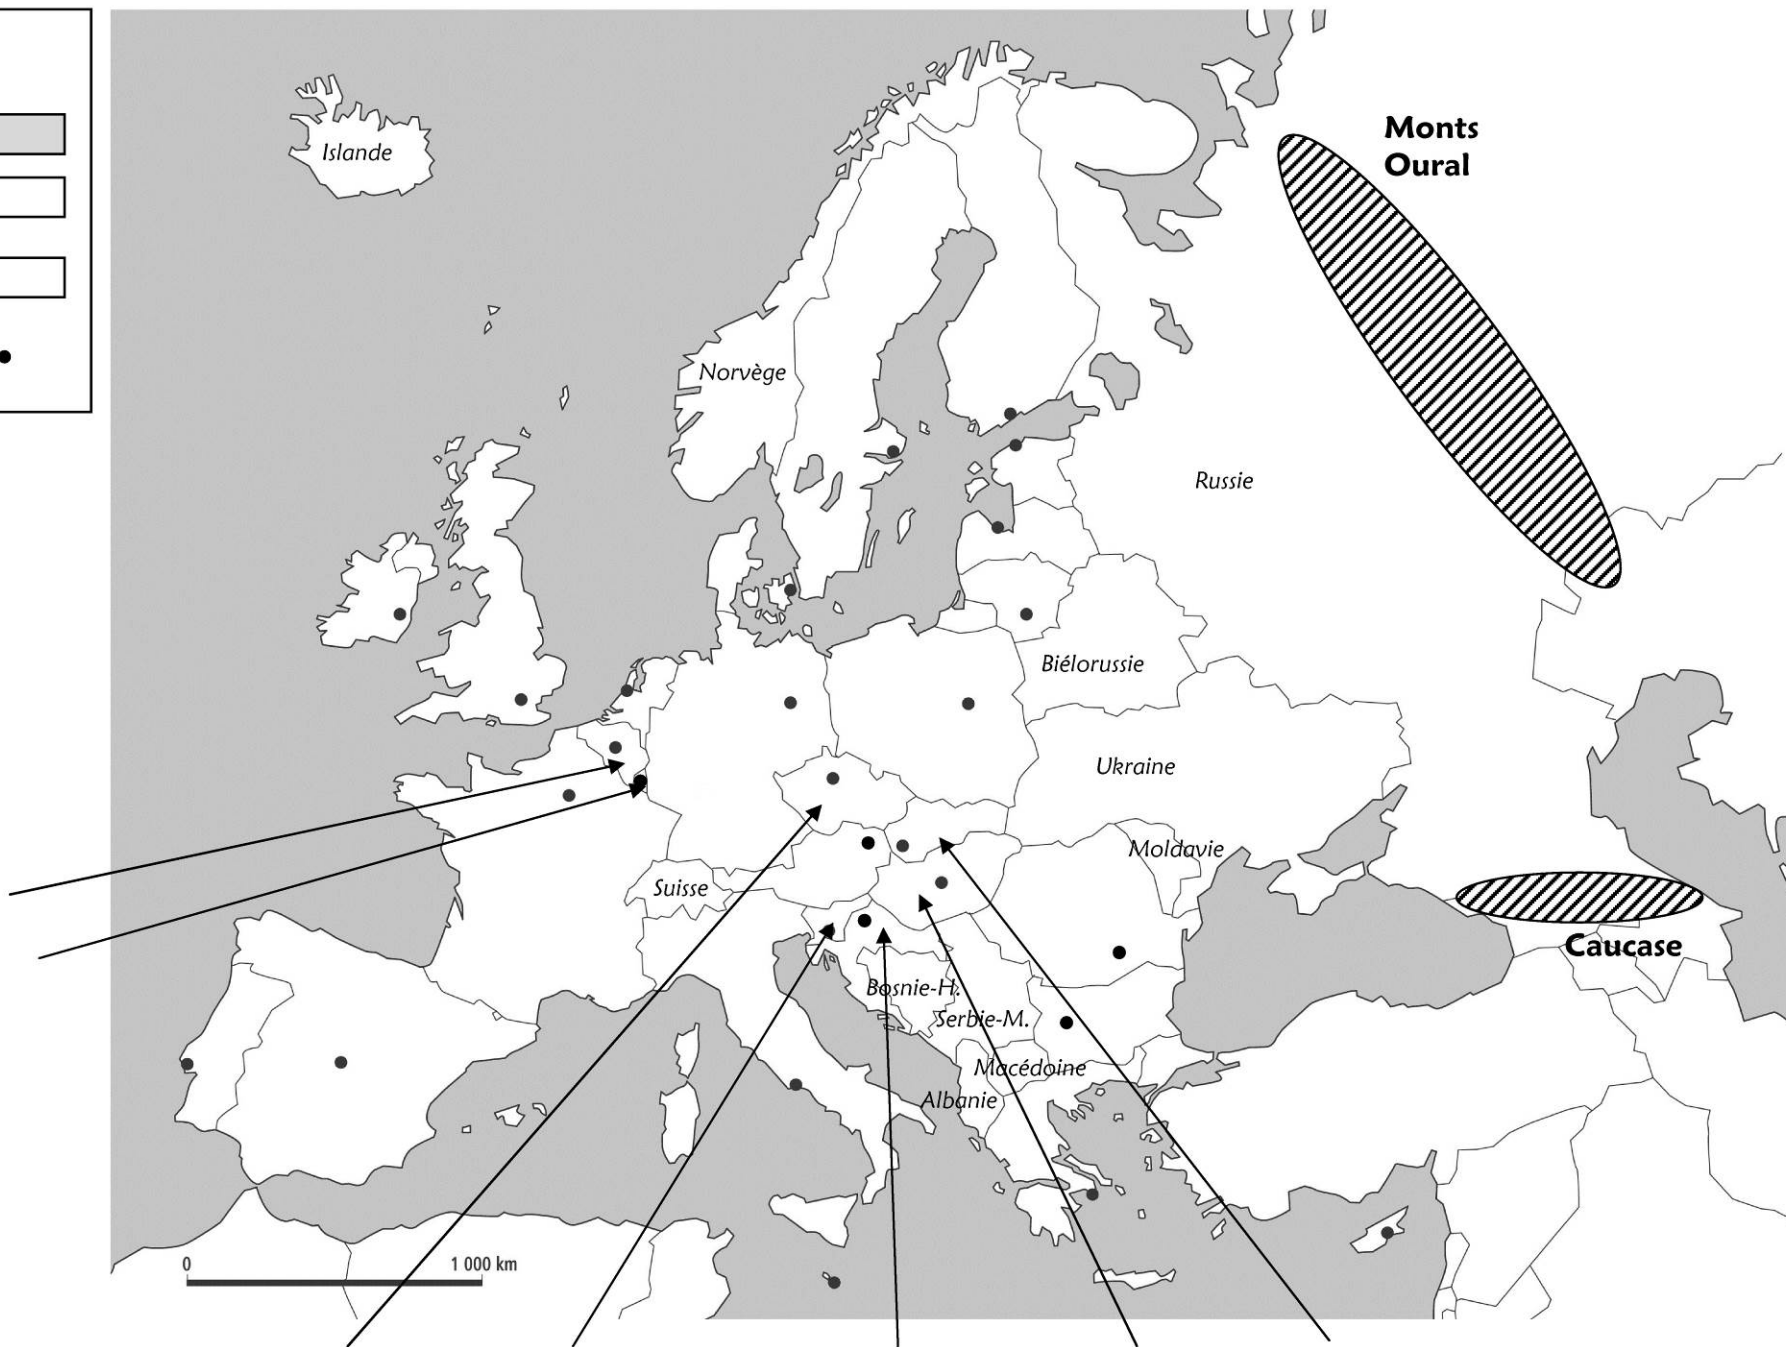 Monts
Oural
Islande
Norvège
Russie
Biélorussie
Ukraine
Moldavie
Suisse
Caucase
Bosnie-H.
Serbie-M.
Macédoine
Albanie
0 1 000 km